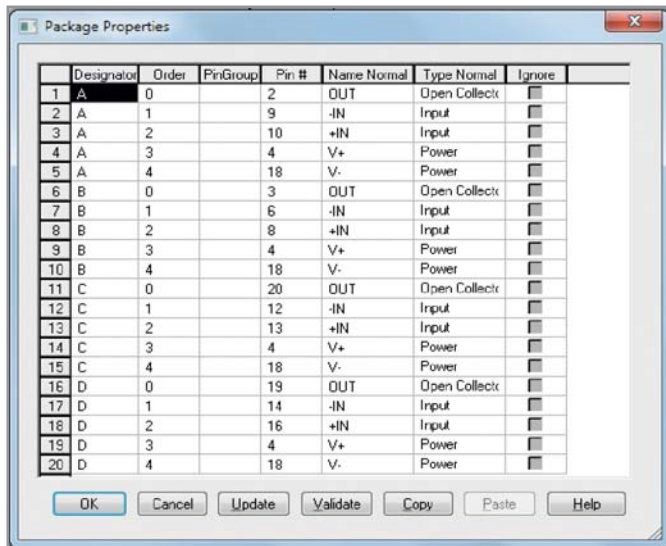 Package Properties
Designator Order PinGroup Pin # Name Normal Type Normal Ignore
1 A 0 2 OUT Open Collecto
2 A 1 9 -IN Input
3 A 2 10 +IN Input
4 A 3 4 V+ Power
5 A 4 18 V- Power
6 B 0 3 OUT Open Collecto
7 B 1 6 -IN Input
8 B 2 8 +IN Input
9 B 3 4 V+ Power
10 B 4 18 V- Power
11 C 0 20 OUT Open Collecto
12 C 1 12 -IN Input
13 C 2 13 +IN Input
14 C 3 4 V+ Power
15 C 4 18 V- Power
16 D 0 19 OUT Open Collecto
17 D 1 14 -IN Input
18 D 2 16 +IN Input
19 D 3 4 V+ Power
20 D 4 18 V- Power
OK Cancel Update Validate Copy Paste Help